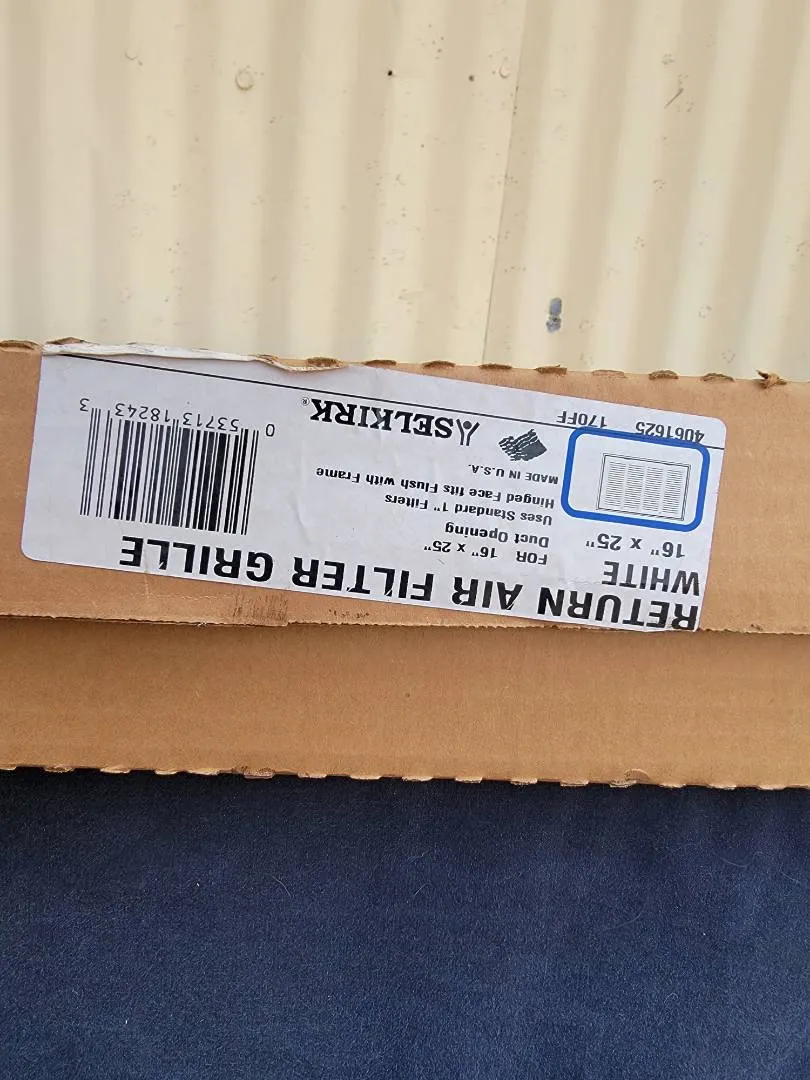 RETURN AIR FILTER GRILLE
WHITE
16" x 25"
FOR 16" x 25"
Duct Opening
Uses Standard 1" Filters
Hinged Face fits Flush with Frame
MADE IN U.S.A.
4061625 170FF
SELKIRK®
0 53713 18243 3